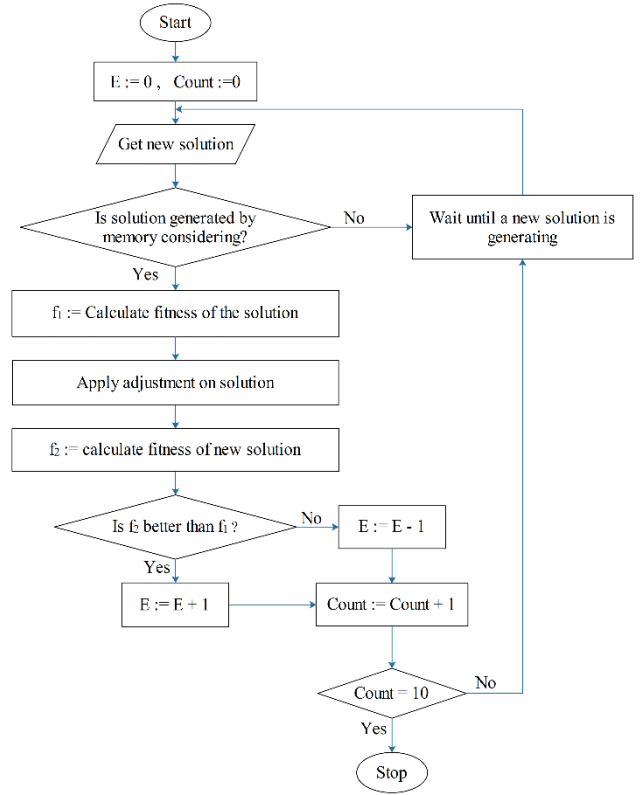 Start
E := 0 , Count :=0
Get new solution
Is solution generated by
memory considering?
No
Wait until a new solution is
generating
Yes
f₁ := Calculate fitness of the solution
Apply adjustment on solution
f₂ := calculate fitness of new solution
Is f₂ better than f₁ ?
No
E := E - 1
Yes
E := E + 1
Count := Count + 1
Count = 10
No
Yes
Stop